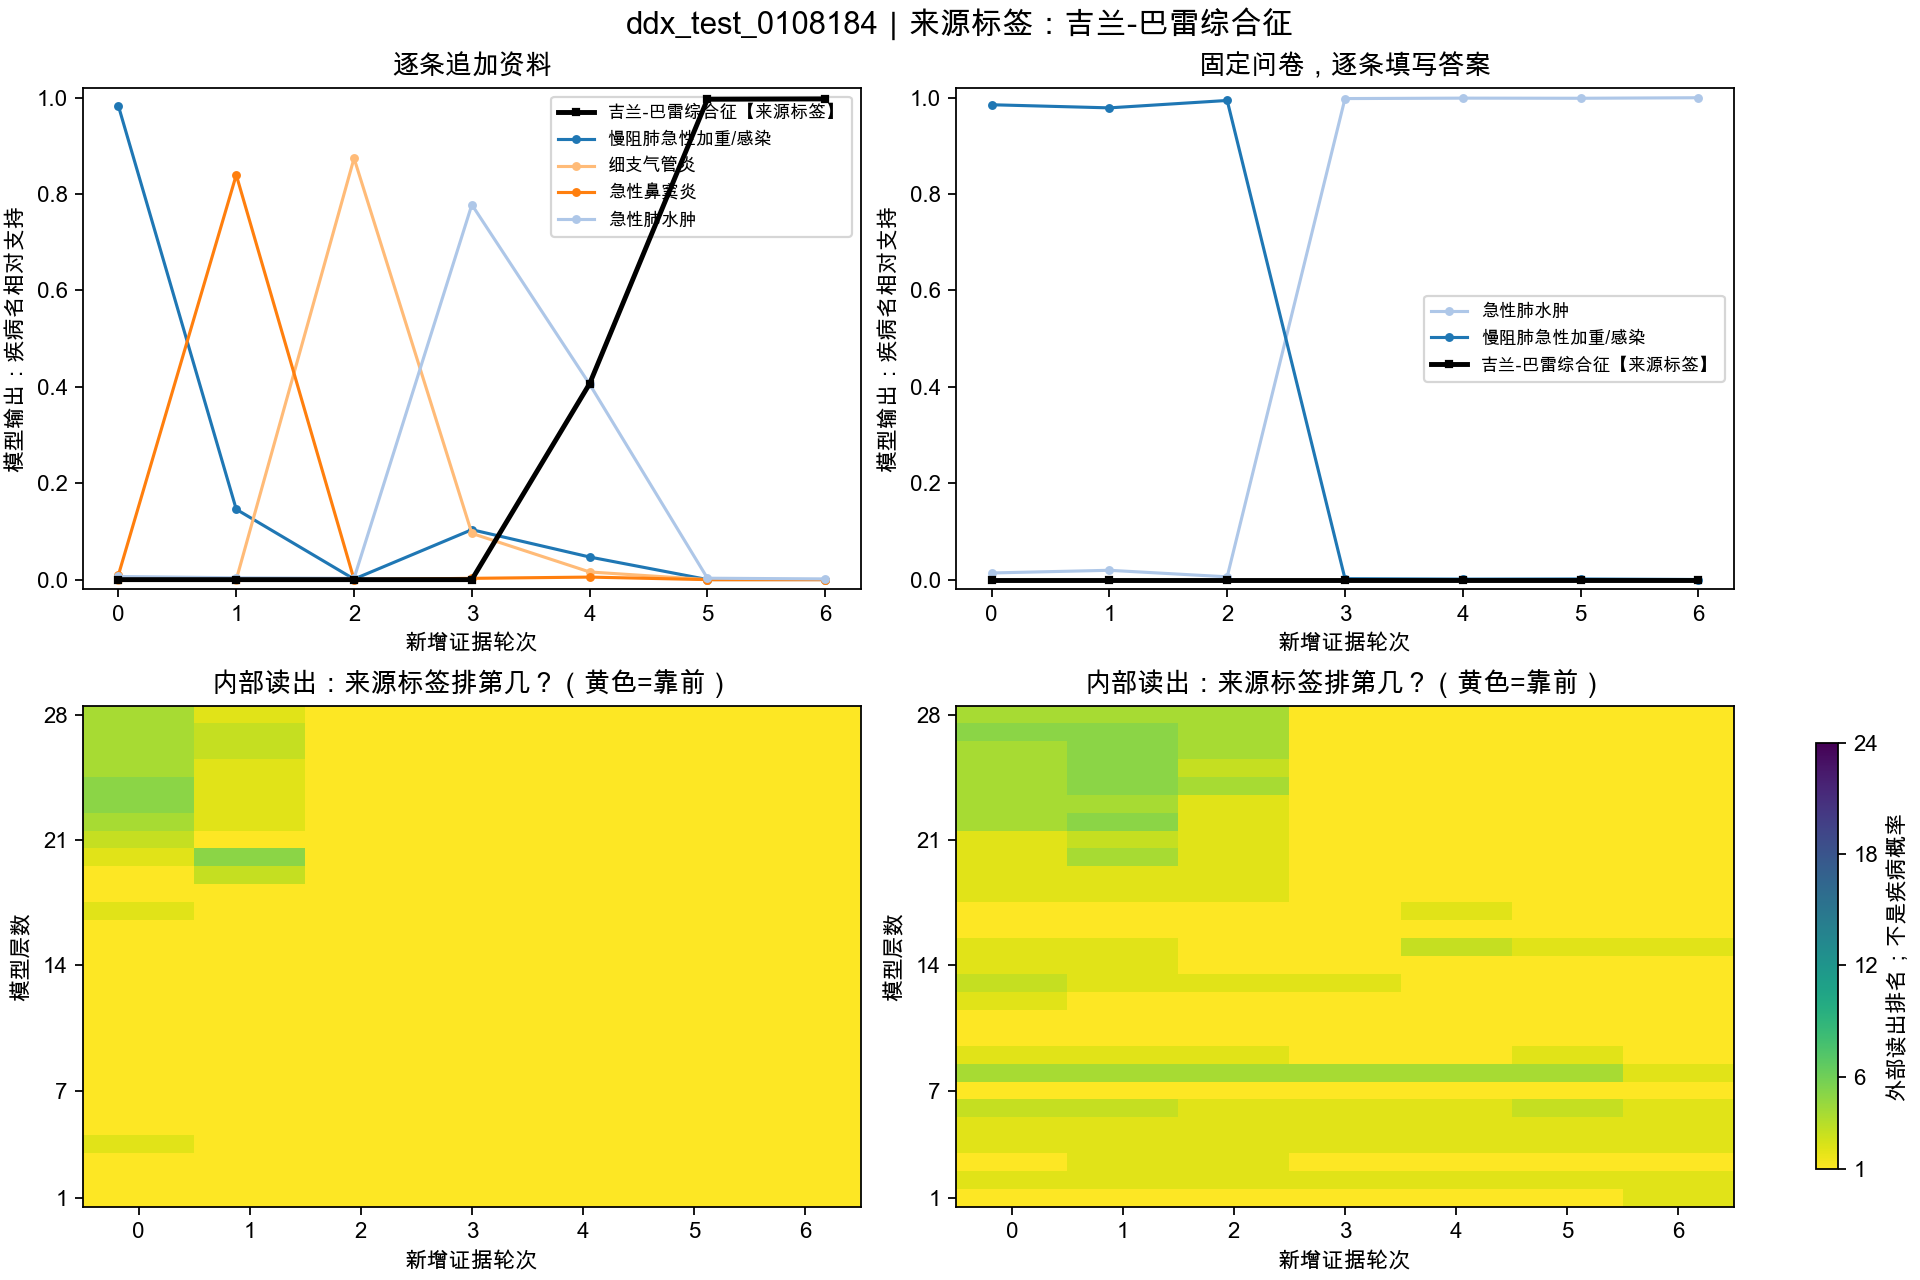 ddx_test_0108184 | 来源标签：吉兰-巴雷综合征
逐条追加资料
模型输出：疾病名相对支持
1.0
0.8
0.6
0.4
0.2
0.0
吉兰-巴雷综合征【来源标签】
慢阻肺急性加重/感染
细支气管炎
急性鼻窦炎
急性肺水肿
0 1 2 3 4 5 6
新增证据轮次
固定问卷，逐条填写答案
模型输出：疾病名相对支持
1.0
0.8
0.6
0.4
0.2
0.0
急性肺水肿
慢阻肺急性加重/感染
吉兰-巴雷综合征【来源标签】
0 1 2 3 4 5 6
新增证据轮次
内部读出：来源标签排第几？（黄色=靠前）
模型层数
28
21
14
7
1
0 1 2 3 4 5 6
新增证据轮次
内部读出：来源标签排第几？（黄色=靠前）
模型层数
28
21
14
7
1
0 1 2 3 4 5 6
新增证据轮次
24
18
12
6
1
外部读出排名；不是疾病概率